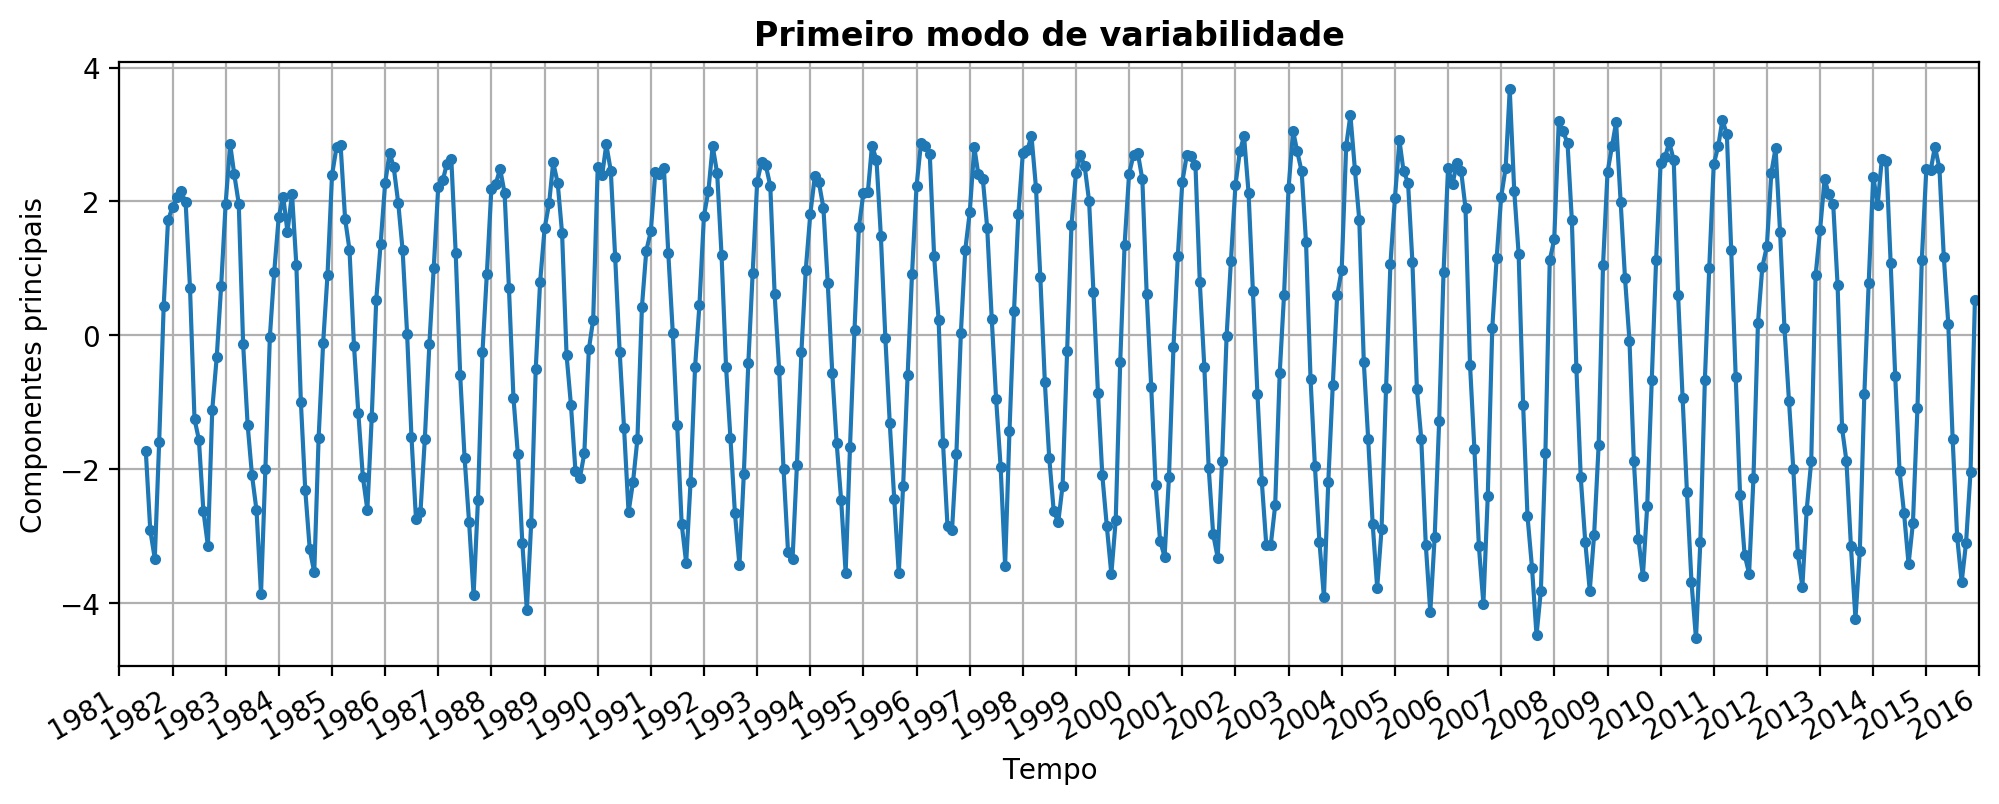 Primeiro modo de variabilidade
Componentes principais
4
2
0
−2
−4
1981 1982 1983 1984 1985 1986 1987 1988 1989 1990 1991 1992 1993 1994 1995 1996 1997 1998 1999 2000 2001 2002 2003 2004 2005 2006 2007 2008 2009 2010 2011 2012 2013 2014 2015 2016
Tempo